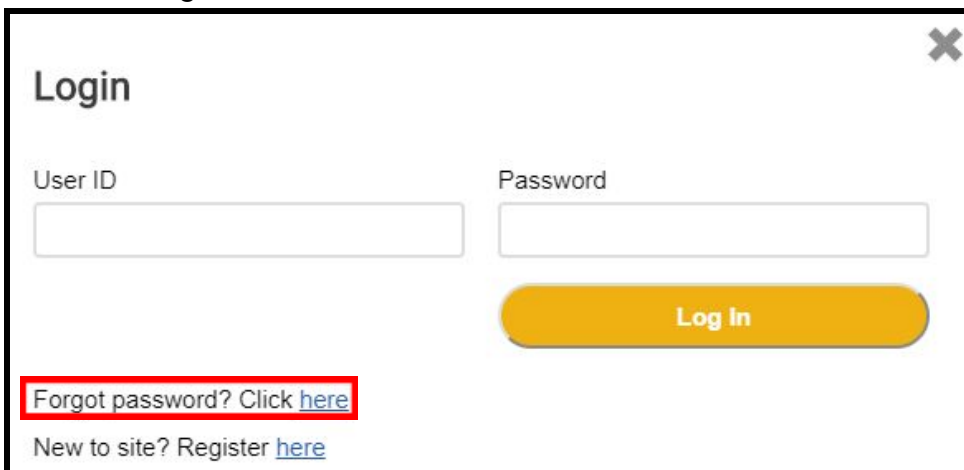 Login
User ID
Password
Log In
Forgot password? Click here
New to site? Register here